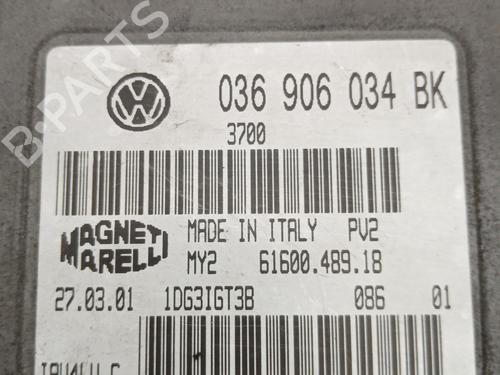 B-PARTS
036 906 034 BK
3700
MAGNETI MARELLI
MADE IN ITALY PV2
MY2 61600.489.18
27.03.01 1DG3IGT3B 086 01